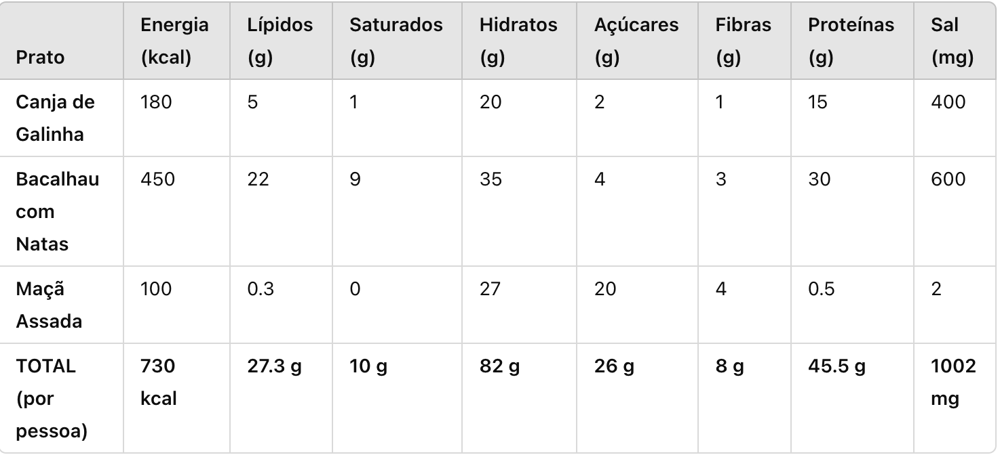 Prato Energia (kcal) Lípidos (g) Saturados (g) Hidratos (g) Açúcares (g) Fibras (g) Proteínas (g) Sal (mg)
Canja de Galinha 180 5 1 20 2 1 15 400
Bacalhau com Natas 450 22 9 35 4 3 30 600
Maçã Assada 100 0.3 0 27 20 4 0.5 2
TOTAL (por pessoa) 730 kcal 27.3 g 10 g 82 g 26 g 8 g 45.5 g 1002 mg